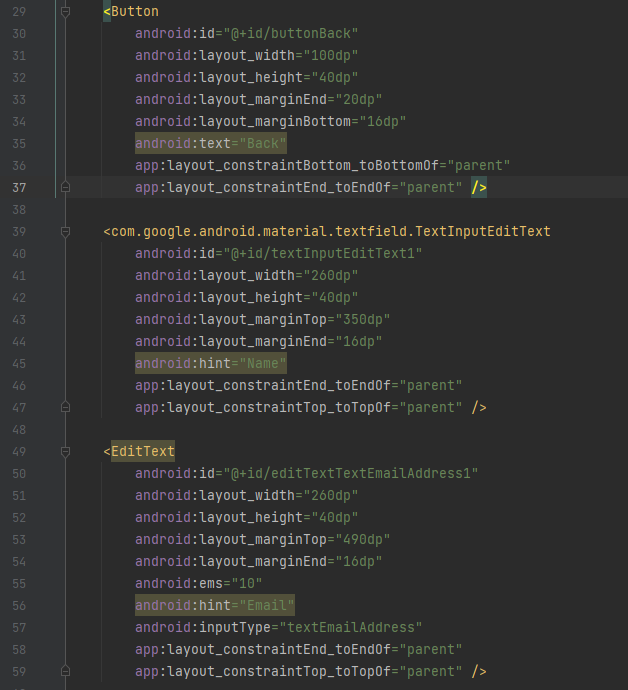 29 <Button
30 android:id="@+id/buttonBack"
31 android:layout_width="100dp"
32 android:layout_height="40dp"
33 android:layout_marginEnd="20dp"
34 android:layout_marginBottom="16dp"
35 android:text="Back"
36 app:layout_constraintBottom_toBottomOf="parent"
37 app:layout_constraintEnd_toEndOf="parent" />
38
39 <com.google.android.material.textfield.TextInputEditText
40 android:id="@+id/textInputEditText1"
41 android:layout_width="260dp"
42 android:layout_height="40dp"
43 android:layout_marginTop="350dp"
44 android:layout_marginEnd="16dp"
45 android:hint="Name"
46 app:layout_constraintEnd_toEndOf="parent"
47 app:layout_constraintTop_toTopOf="parent" />
48
49 <EditText
50 android:id="@+id/editTextTextEmailAddress1"
51 android:layout_width="260dp"
52 android:layout_height="40dp"
53 android:layout_marginTop="490dp"
54 android:layout_marginEnd="16dp"
55 android:ems="10"
56 android:hint="Email"
57 android:inputType="textEmailAddress"
58 app:layout_constraintEnd_toEndOf="parent"
59 app:layout_constraintTop_toTopOf="parent" />